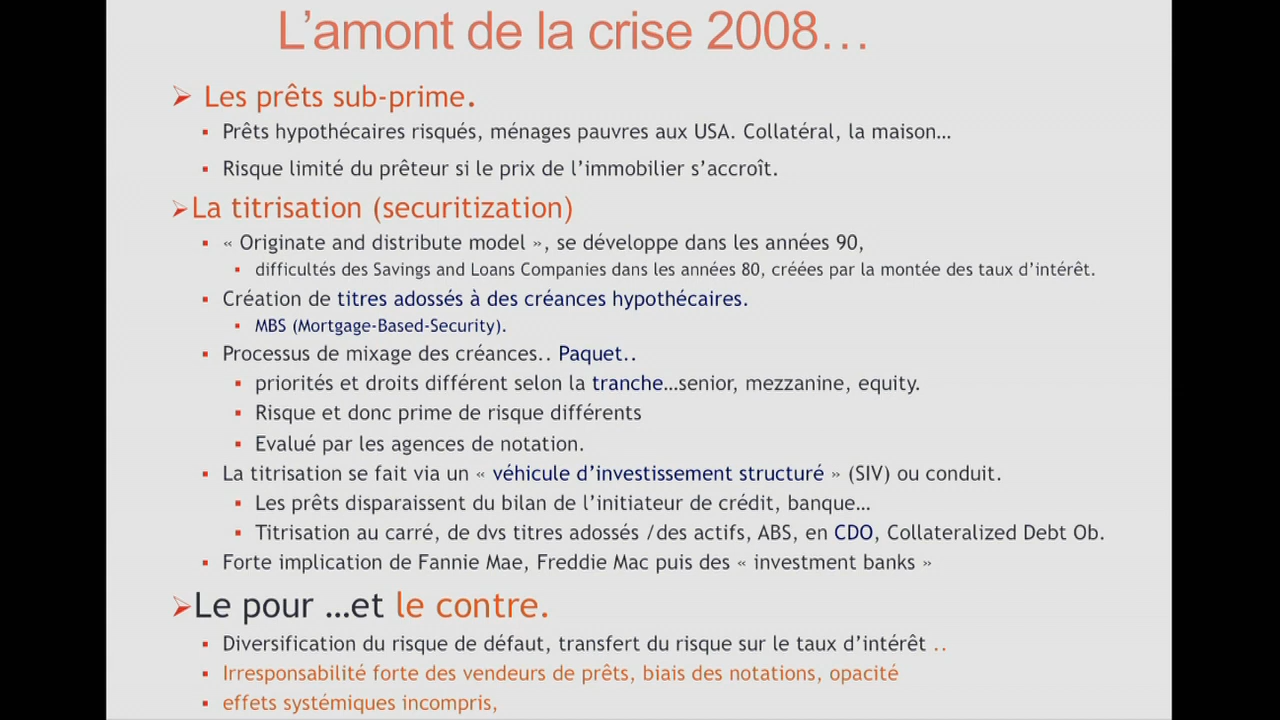 L'amont de la crise 2008…
Les prêts sub-prime.
Prêts hypothécaires risqués, ménages pauvres aux USA. Collatéral, la maison…
Risque limité du prêteur si le prix de l'immobilier s'accroît.
La titrisation (securitization)
« Originate and distribute model », se développe dans les années 90,
difficultés des Savings and Loans Companies dans les années 80, créées par la montée des taux d'intérêt.
Création de titres adossés à des créances hypothécaires.
MBS (Mortgage-Based-Security).
Processus de mixage des créances.. Paquet..
priorités et droits différent selon la tranche…senior, mezzanine, equity.
Risque et donc prime de risque différents
Evalué par les agences de notation.
La titrisation se fait via un « véhicule d'investissement structuré » (SIV) ou conduit.
Les prêts disparaissent du bilan de l'initiateur de crédit, banque…
Titrisation au carré, de dvs titres adossés /des actifs, ABS, en CDO, Collateralized Debt Ob.
Forte implication de Fannie Mae, Freddie Mac puis des « investment banks »
Le pour …et le contre.
Diversification du risque de défaut, transfert du risque sur le taux d'intérêt ..
Irresponsabilité forte des vendeurs de prêts, biais des notations, opacité
effets systémiques incompris,